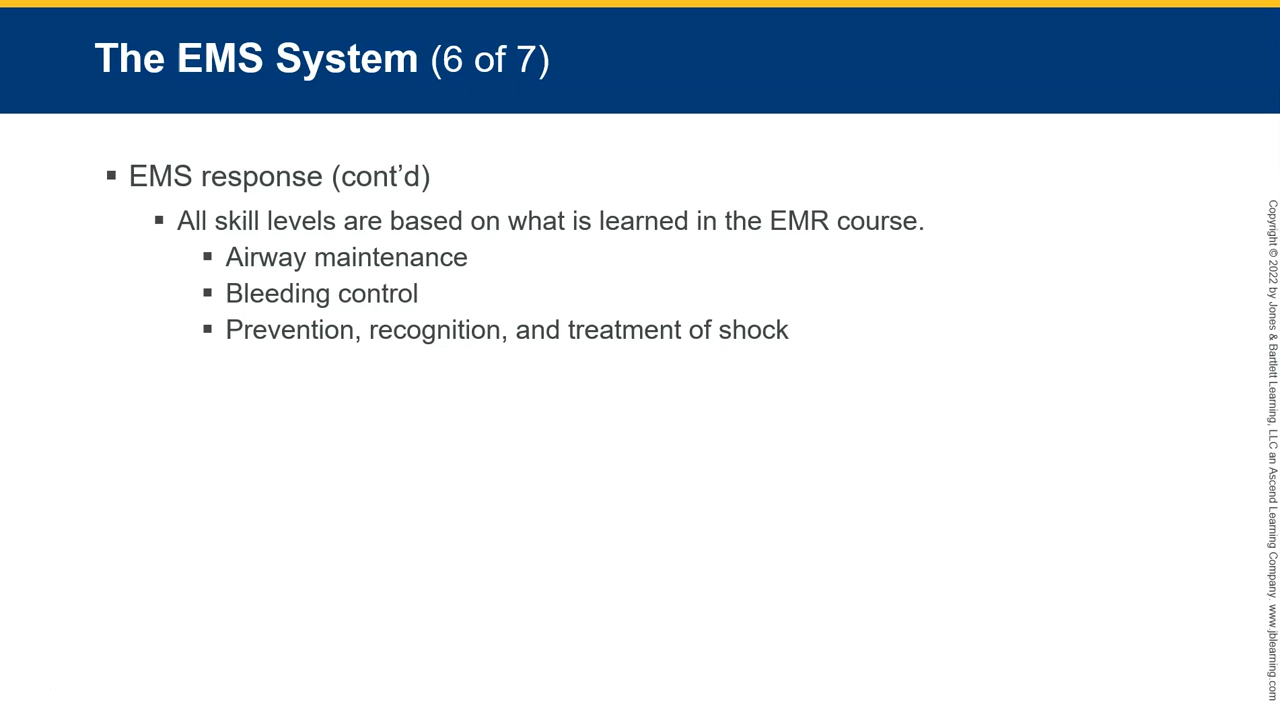 The EMS System (6 of 7)
▪ EMS response (cont’d)
▪ All skill levels are based on what is learned in the EMR course.
▪ Airway maintenance
▪ Bleeding control
▪ Prevention, recognition, and treatment of shock
Copyright © 2022 by Jones & Bartlett Learning, LLC an Ascend Learning Company. www.jblearning.com